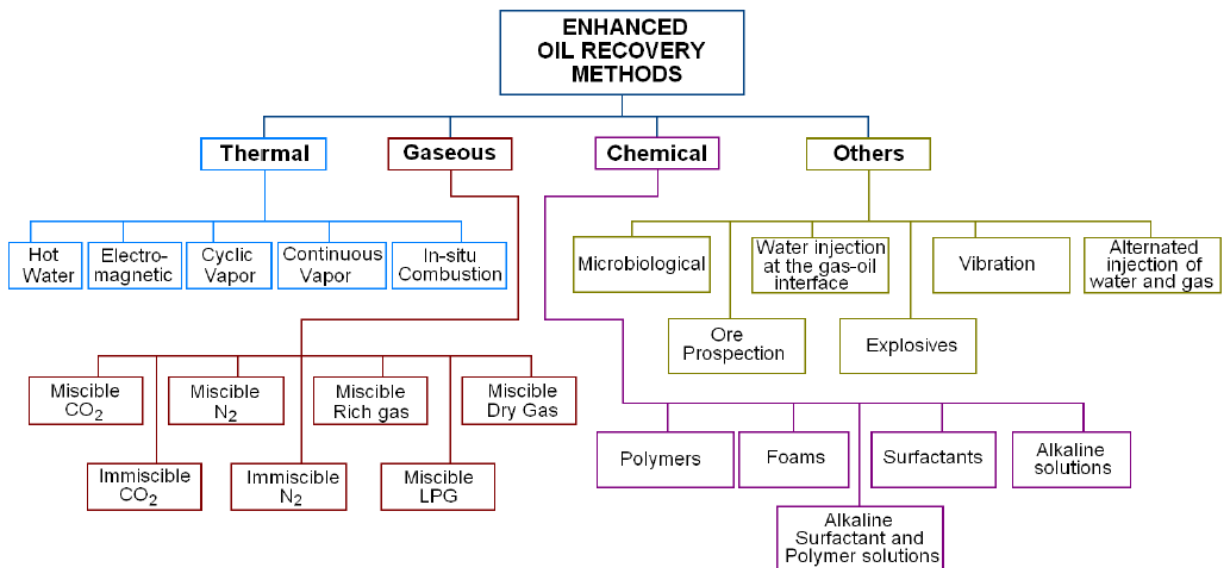 ENHANCED
OIL RECOVERY
METHODS
Thermal
Gaseous
Chemical
Others
Hot
Water
Electro-
magnetic
Cyclic
Vapor
Continuous
Vapor
In-situ
Combustion
Microbiological
Water injection
at the gas-oil
interface
Vibration
Alternated
injection of
water and gas
Ore
Prospection
Explosives
Miscible
CO2
Miscible
N2
Miscible
Rich gas
Miscible
Dry Gas
Immiscible
CO2
Immiscible
N2
Miscible
LPG
Polymers
Foams
Surfactants
Alkaline
solutions
Alkaline
Surfactant and
Polymer solutions